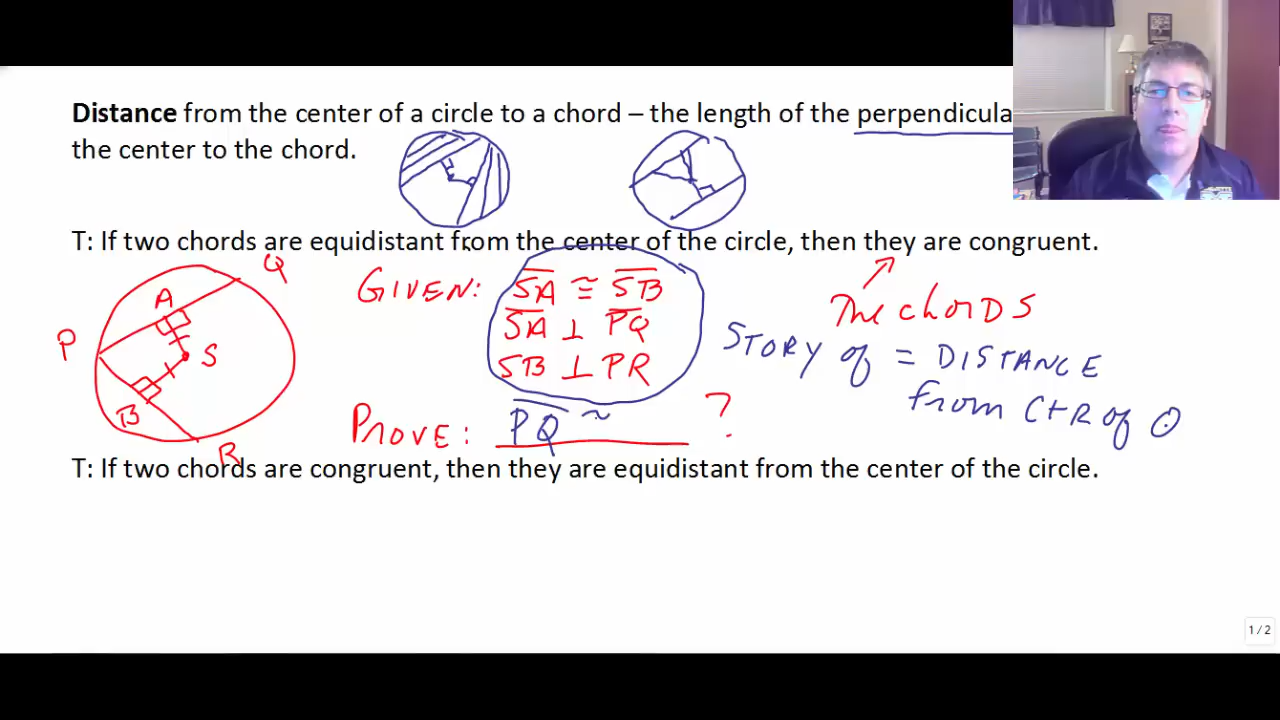 Distance from the center of a circle to a chord – the length of the perpendicula
the center to the chord.
T: If two chords are equidistant from the center of the circle, then they are congruent.
Q
A
P
S
B
R
GIVEN: SA ≅ SB
SA ⊥ PQ
SB ⊥ PR
The chords
STORY of = DISTANCE
from CtR of ⊙
PROVE: PQ ≅ ?
T: If two chords are congruent, then they are equidistant from the center of the circle.
1 / 2